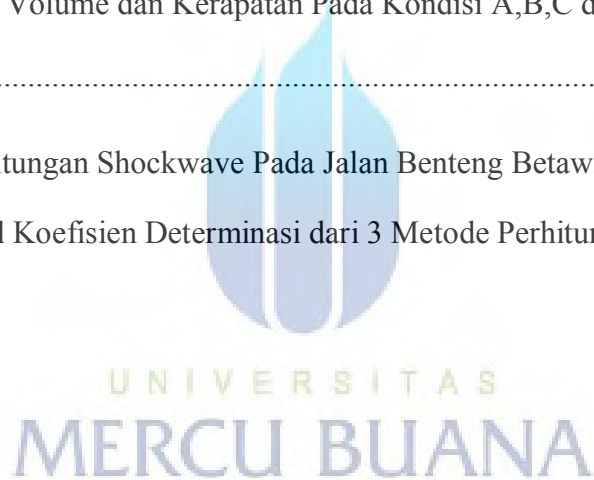 Volume dan Kerapatan Pada Kondisi A,B,C d
........................................................................................
tungan Shockwave Pada Jalan Benteng Betaw
l Koefisien Determinasi dari 3 Metode Perhitu
UNIVERSITAS
MERCU BUANA